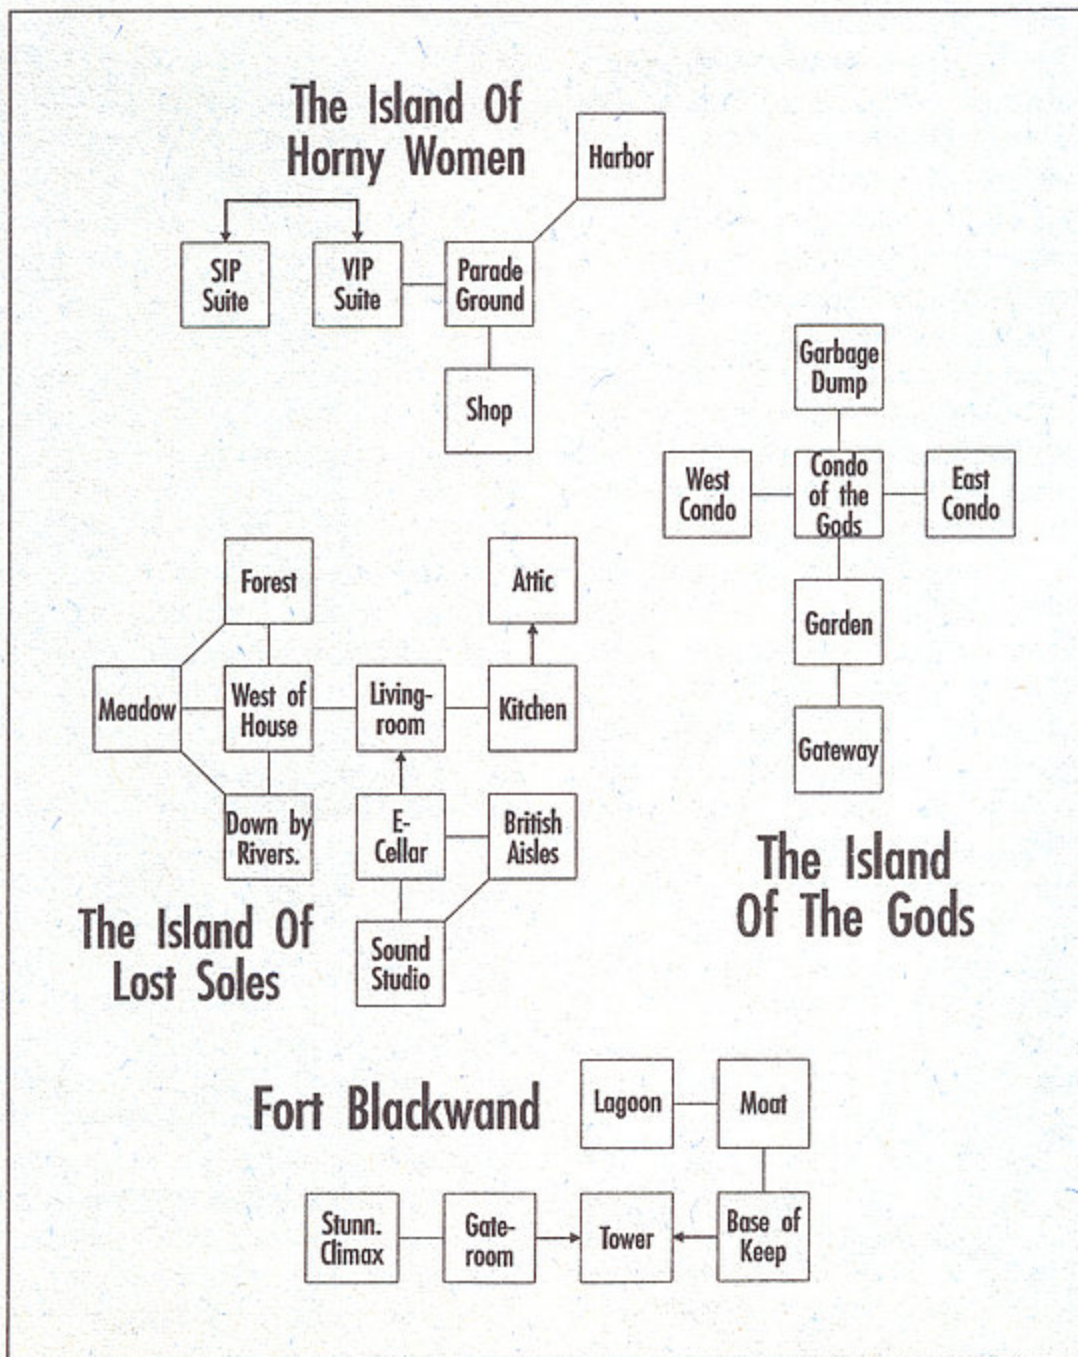 The Island Of
Horny Women
Harbor
SIP
Suite
VIP
Suite
Parade
Ground
Shop
Garbage
Dump
West
Condo
Condo
of the
Gods
East
Condo
Garden
Gateway
The Island
Of The Gods
Forest
Attic
Meadow
West of
House
Living-
room
Kitchen
Down by
Rivers.
E-
Cellar
British
Aisles
Sound
Studio
The Island Of
Lost Soles
Fort Blackwand
Lagoon
Moat
Stunn.
Climax
Gate-
room
Tower
Base of
Keep